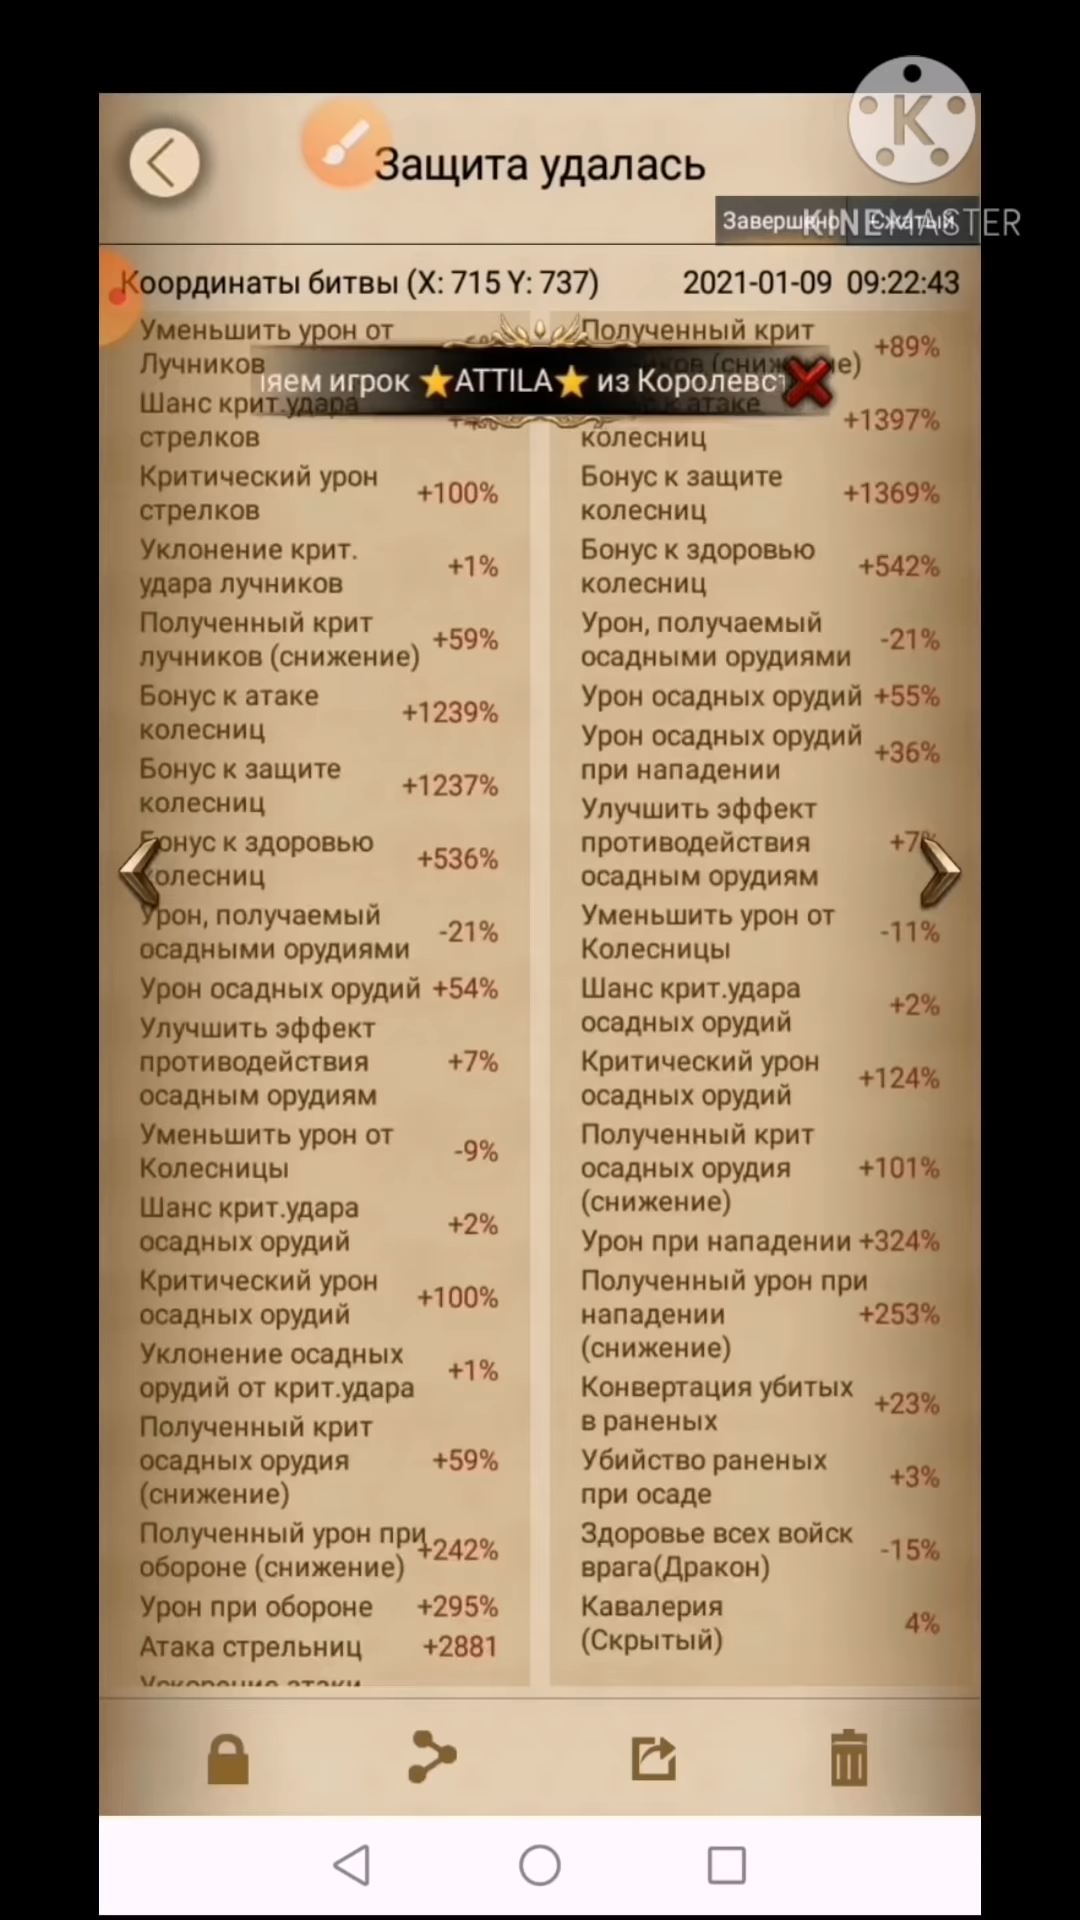 Защита удалась
Завершено
Сжатый
KINEMASTER
K
Координаты битвы (X: 715 Y: 737) 2021-01-09 09:22:43
Уменьшить урон от
Лучников
Шанс крит.удара
стрелков
Критический урон
стрелков +100%
Уклонение крит.
удара лучников +1%
Полученный крит
лучников (снижение) +59%
Бонус к атаке
колесниц +1239%
Бонус к защите
колесниц +1237%
Бонус к здоровью
колесниц +536%
Урон, получаемый
осадными орудиями -21%
Урон осадных орудий +54%
Улучшить эффект
противодействия +7%
осадным орудиям
Уменьшить урон от
Колесницы -9%
Шанс крит.удара
осадных орудий +2%
Критический урон
осадных орудий +100%
Уклонение осадных
орудий от крит.удара +1%
Полученный крит
осадных орудия +59%
(снижение)
Полученный урон при
обороне (снижение) +242%
Урон при обороне +295%
Атака стрельниц +2881
Ускорение атаки
Полученный крит
(снижение) +89%
яем игрок ⭐ATTILA⭐ из Королевст
к атаке
колесниц +1397%
Бонус к защите
колесниц +1369%
Бонус к здоровью
колесниц +542%
Урон, получаемый
осадными орудиями -21%
Урон осадных орудий +55%
Урон осадных орудий
при нападении +36%
Улучшить эффект
противодействия +7%
осадным орудиям
Уменьшить урон от
Колесницы -11%
Шанс крит.удара
осадных орудий +2%
Критический урон
осадных орудий +124%
Полученный крит
осадных орудия +101%
(снижение)
Урон при нападении +324%
Полученный урон при
нападении +253%
(снижение)
Конвертация убитых
в раненых +23%
Убийство раненых
при осаде +3%
Здоровье всех войск
врага(Дракон) -15%
Кавалерия
(Скрытый) 4%